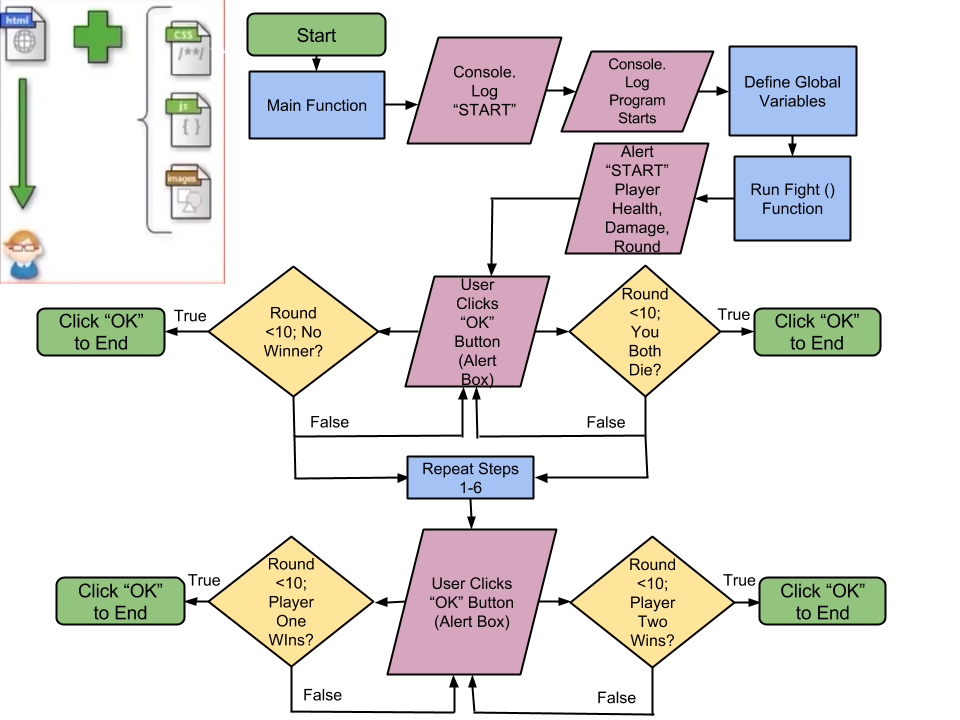 html
CSS
/**/
js
{ }
images
Start
Main Function
Console.
Log
“START”
Console.
Log
Program
Starts
Define Global
Variables
Run Fight ()
Function
Alert
“START”
Player
Health,
Damage,
Round
User
Clicks
“OK”
Button
(Alert
Box)
Round
<10; No
Winner?
True
Click “OK”
to End
False
Round
<10;
You
Both
Die?
True
Click “OK”
to End
False
Repeat Steps
1-6
User Clicks
“OK” Button
(Alert Box)
Round
<10;
Player
One
WIns?
True
Click “OK”
to End
False
Round
<10;
Player
Two
Wins?
True
Click “OK”
to End
False